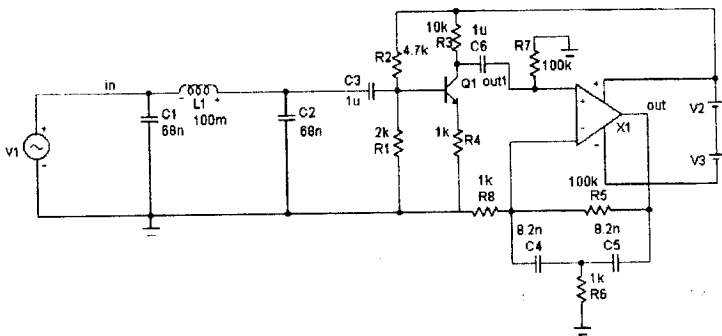 10k
R3
1u
C6
R7
100k
R2
4.7k
Q1
out1
in
L1
100m
C3
1u
C1
68n
C2
68n
V1
2k
R1
1k
R4
X1
out
V2
V3
1k
R8
100k
R5
8.2n
C4
8.2n
C5
1k
R6